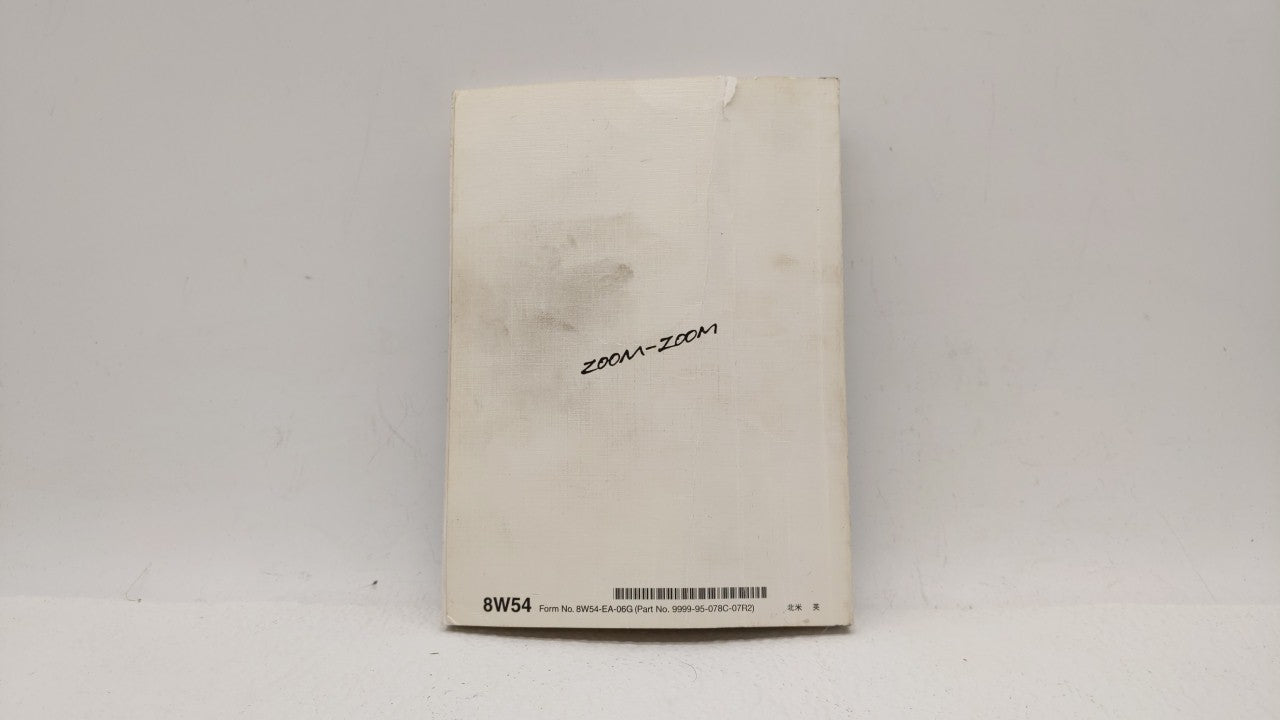 ZOOM-ZOOM
8W54 Form No. 8W54-EA-06G (Part No. 9999-95-078C-07R2) 北米 英